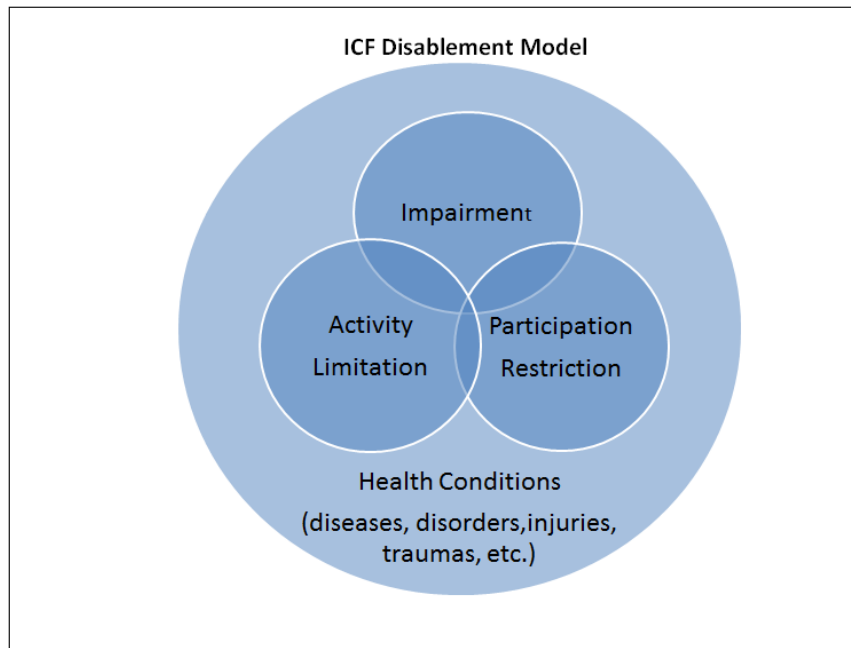 ICF Disablement Model
Impairment
Activity
Limitation
Participation
Restriction
Health Conditions
(diseases, disorders,injuries,
traumas, etc.)